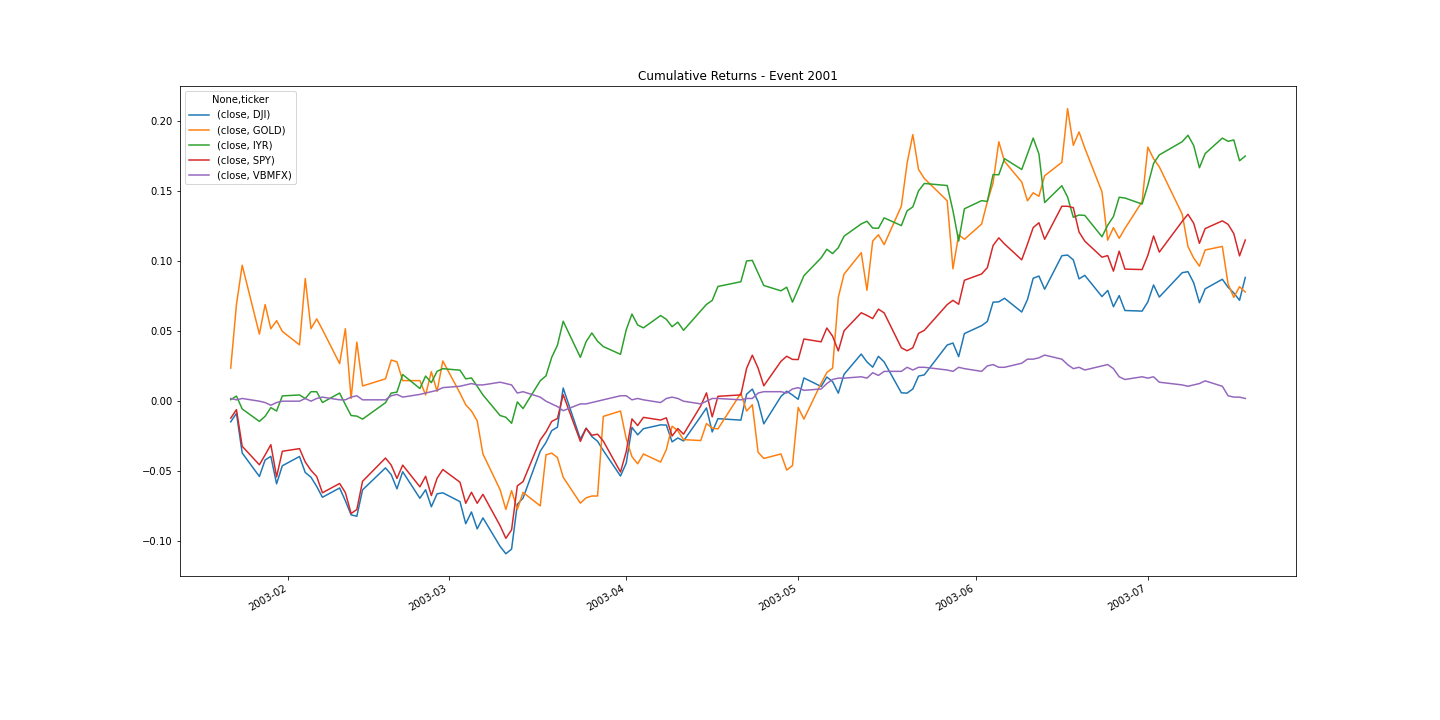 Cumulative Returns - Event 2001
None,ticker
(close, DJI)
(close, GOLD)
(close, IYR)
(close, SPY)
(close, VBMFX)
0.20
0.15
0.10
0.05
0.00
−0.05
−0.10
2003-02
2003-03
2003-04
2003-05
2003-06
2003-07